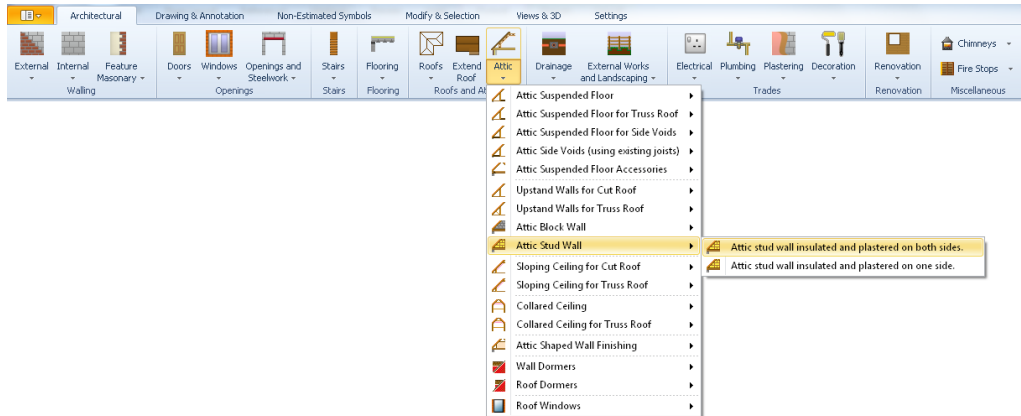 Architectural Drawing & Annotation Non-Estimated Symbols Modify & Selection Views & 3D Settings
External Internal Feature Masonary Doors Windows Openings and Steelwork Stairs Flooring Roofs Extend Roof Attic Drainage External Works and Landscaping Electrical Plumbing Plastering Decoration Renovation Chimneys
Fire Stops
Walling Openings Stairs Flooring Roofs and At Trades Renovation Miscellaneous
Attic Suspended Floor
Attic Suspended Floor for Truss Roof
Attic Suspended Floor for Side Voids
Attic Side Voids (using existing joists)
Attic Suspended Floor Accessories
Upstand Walls for Cut Roof
Upstand Walls for Truss Roof
Attic Block Wall
Attic Stud Wall
Attic stud wall insulated and plastered on both sides.
Attic stud wall insulated and plastered on one side.
Sloping Ceiling for Cut Roof
Sloping Ceiling for Truss Roof
Collared Ceiling
Collared Ceiling for Truss Roof
Attic Shaped Wall Finishing
Wall Dormers
Roof Dormers
Roof Windows